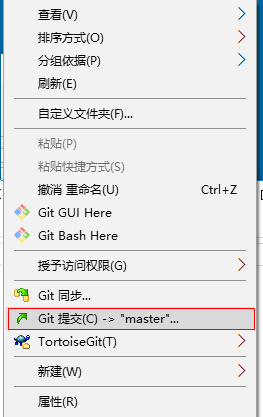 查看(V)
排序方式(O)
分组依据(P)
刷新(E)
自定义文件夹(F)...
粘贴(P)
粘贴快捷方式(S)
撤消 重命名(U) Ctrl+Z
Git GUI Here
Git Bash Here
授予访问权限(G)
Git 同步...
Git 提交(C) -> "master"...
TortoiseGit(T)
新建(W)
属性(R)